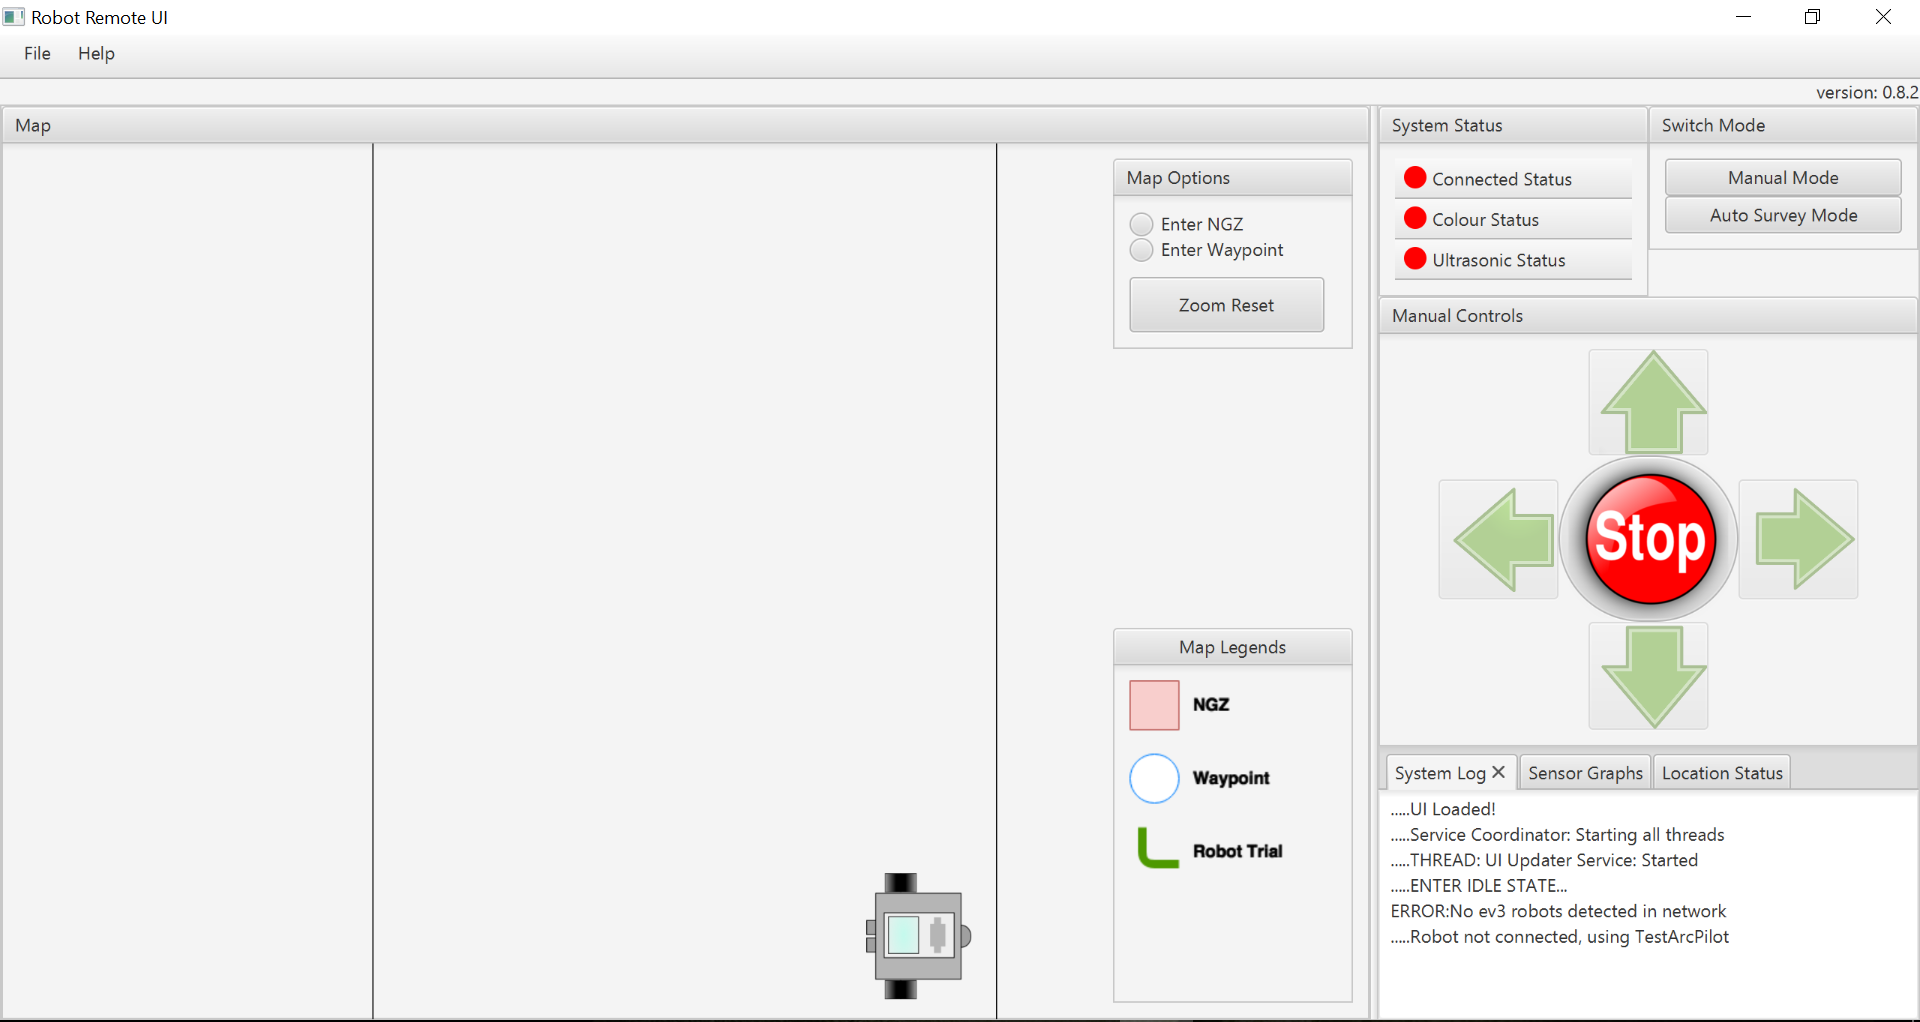 Robot Remote UI
File Help
version: 0.8.2
Map
Map Options
Enter NGZ
Enter Waypoint
Zoom Reset
Map Legends
NGZ
Waypoint
Robot Trial
System Status
Connected Status
Colour Status
Ultrasonic Status
Switch Mode
Manual Mode
Auto Survey Mode
Manual Controls
Stop
System Log Sensor Graphs Location Status
.....UI Loaded!
.....Service Coordinator: Starting all threads
.....THREAD: UI Updater Service: Started
.....ENTER IDLE STATE...
ERROR:No ev3 robots detected in network
.....Robot not connected, using TestArcPilot